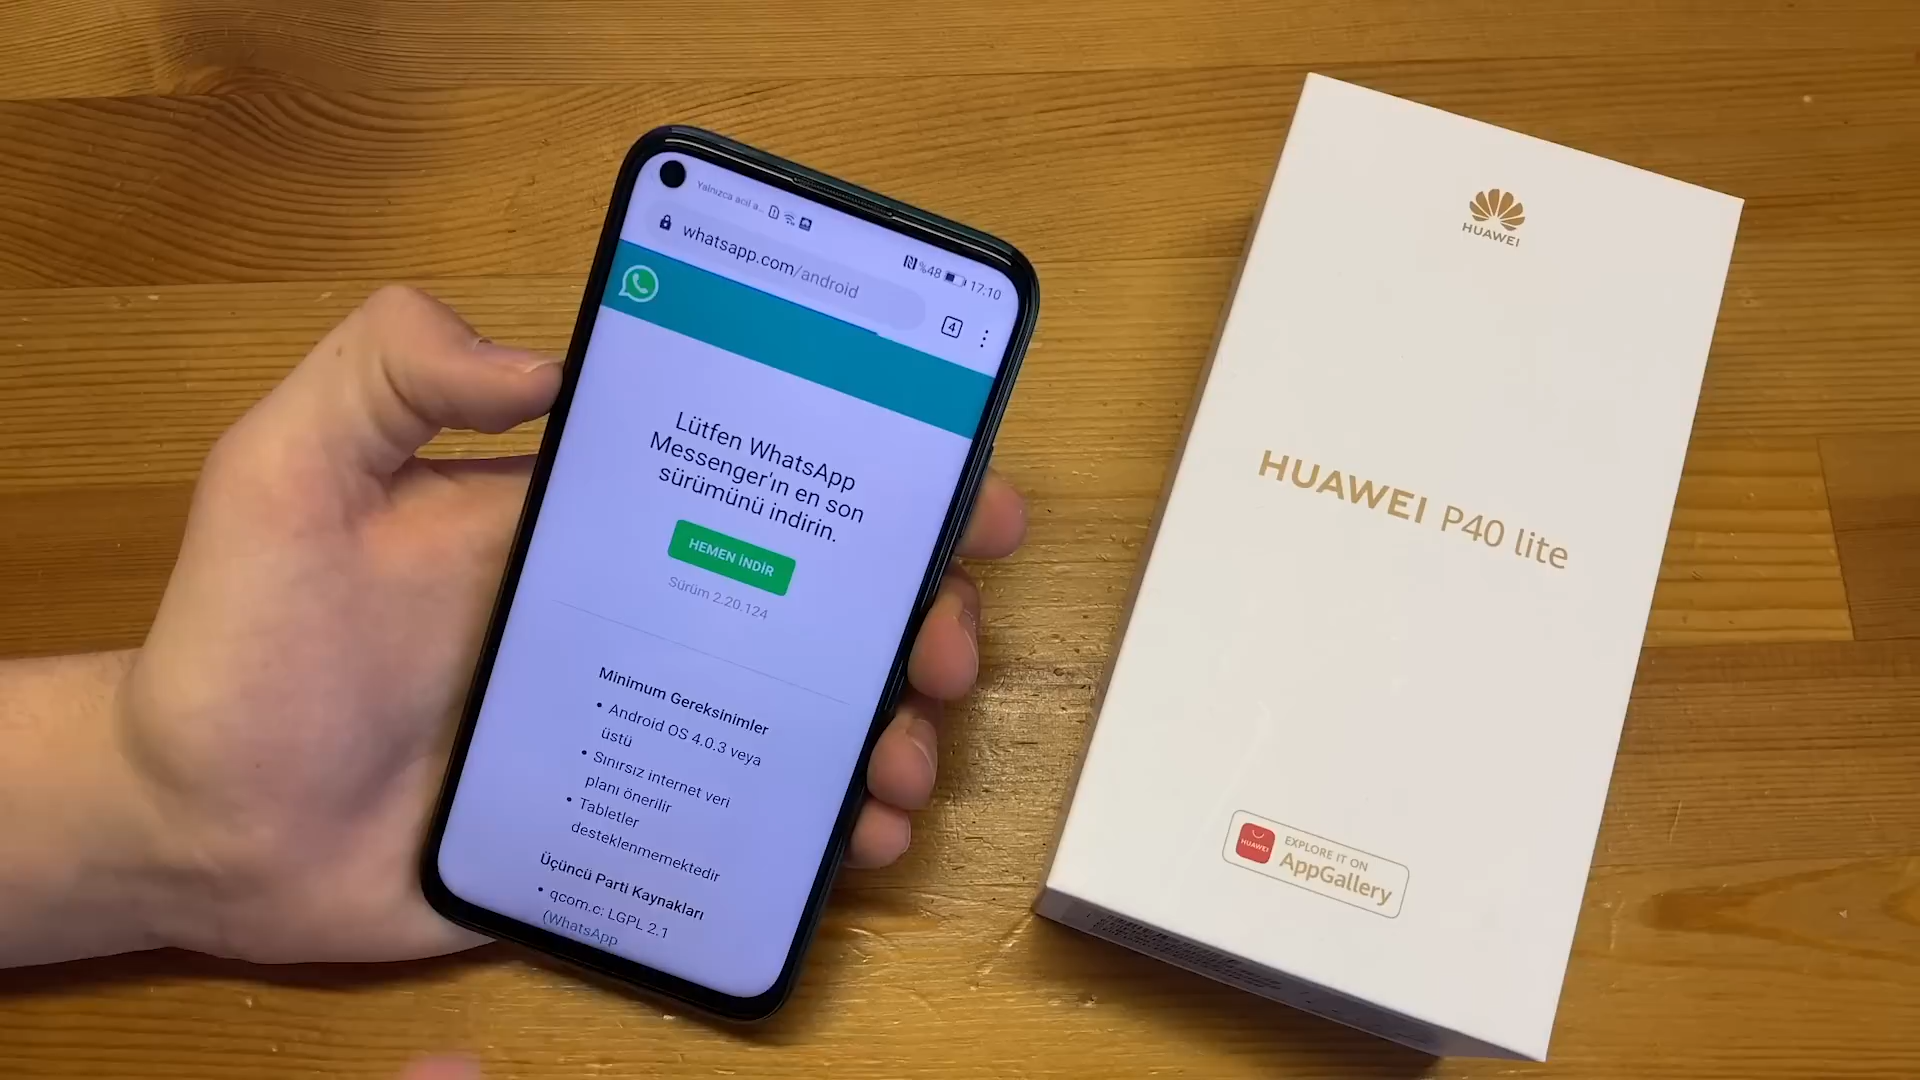 Yalnızca acil a..
%48 17:10
whatsapp.com/android
4
Lütfen WhatsApp
Messenger'ın en son
sürümünü indirin.
HEMEN İNDİR
Sürüm 2.20.124
Minimum Gereksinimler
• Android OS 4.0.3 veya
üstü
• Sınırsız internet veri
planı önerilir
• Tabletler
desteklenmemektedir
Üçüncü Parti Kaynakları
• qcom.c: LGPL 2.1
(WhatsApp
HUAWEI
HUAWEI P40 lite
HUAWEI
EXPLORE IT ON
AppGallery